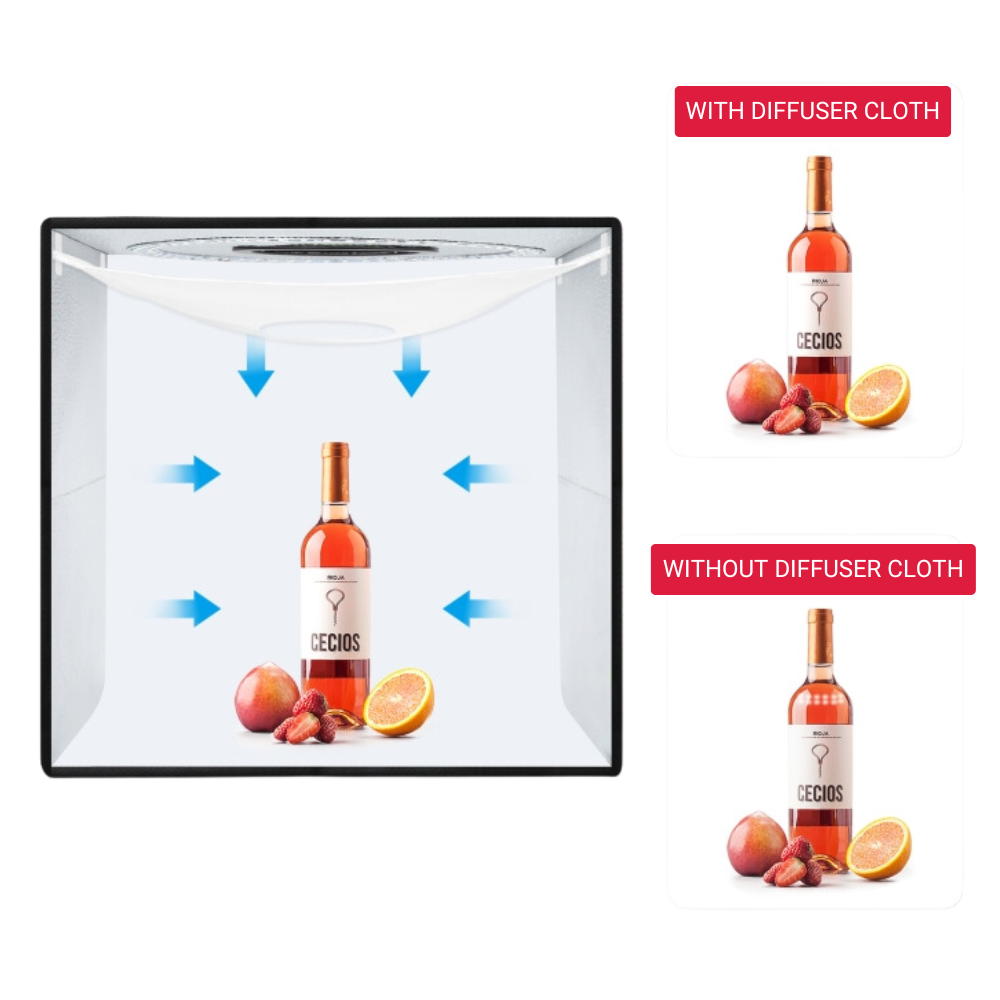 WITH DIFFUSER CLOTH
RIOJA
CECIOS
WITHOUT DIFFUSER CLOTH
RIOJA
CECIOS
RIOJA
CECIOS